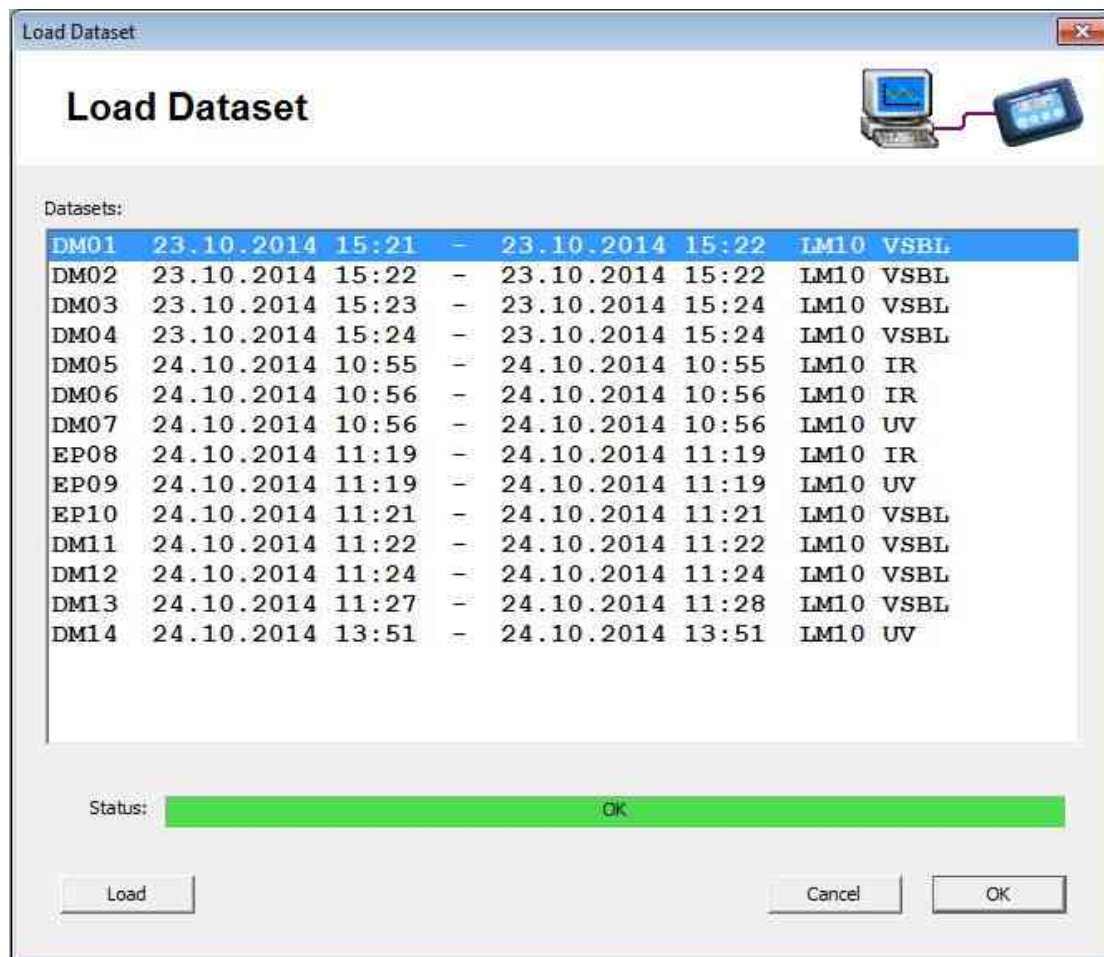 Load Dataset
Load Dataset
Datasets:
DM01 23.10.2014 15:21 - 23.10.2014 15:22 LM10 VSBL
DM02 23.10.2014 15:22 - 23.10.2014 15:22 LM10 VSBL
DM03 23.10.2014 15:23 - 23.10.2014 15:24 LM10 VSBL
DM04 23.10.2014 15:24 - 23.10.2014 15:24 LM10 VSBL
DM05 24.10.2014 10:55 - 24.10.2014 10:55 LM10 IR
DM06 24.10.2014 10:56 - 24.10.2014 10:56 LM10 IR
DM07 24.10.2014 10:56 - 24.10.2014 10:56 LM10 UV
EP08 24.10.2014 11:19 - 24.10.2014 11:19 LM10 IR
EP09 24.10.2014 11:19 - 24.10.2014 11:19 LM10 UV
EP10 24.10.2014 11:21 - 24.10.2014 11:21 LM10 VSBL
DM11 24.10.2014 11:22 - 24.10.2014 11:22 LM10 VSBL
DM12 24.10.2014 11:24 - 24.10.2014 11:24 LM10 VSBL
DM13 24.10.2014 11:27 - 24.10.2014 11:28 LM10 VSBL
DM14 24.10.2014 13:51 - 24.10.2014 13:51 LM10 UV
Status: OK
Load Cancel OK